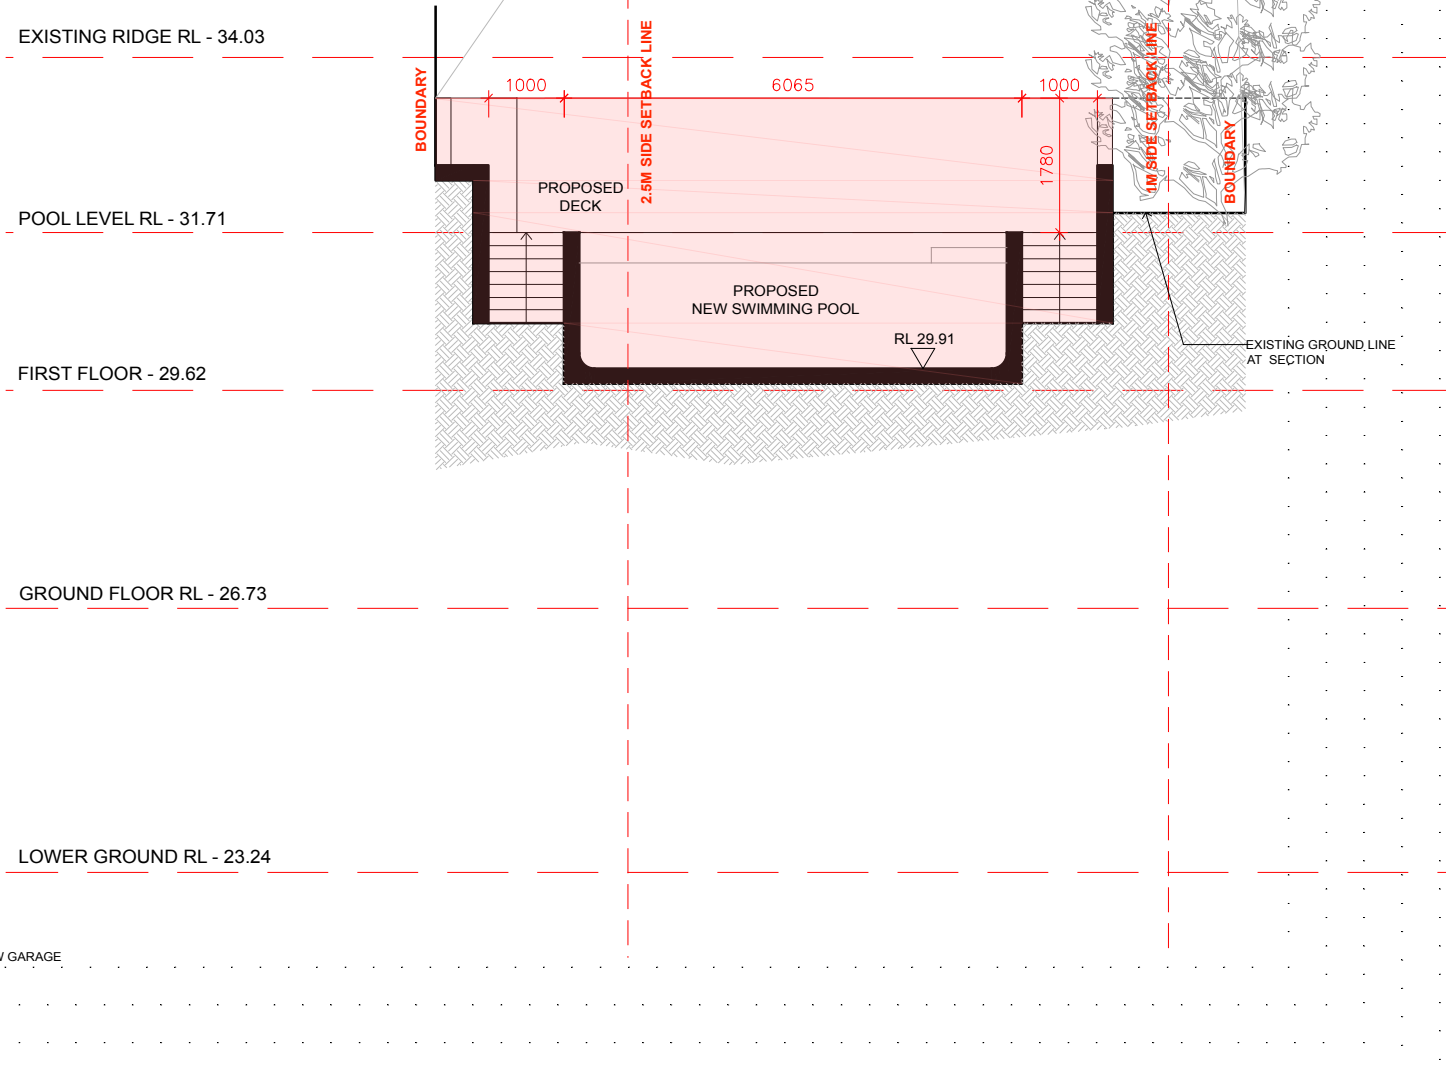 EXISTING RIDGE RL - 34.03
BOUNDARY
1000
6065
1000
2.5M SIDE SETBACK LINE
1M SIDE SETBACK LINE
BOUNDARY
1780
PROPOSED
DECK
POOL LEVEL RL - 31.71
PROPOSED
NEW SWIMMING POOL
RL 29.91
EXISTING GROUND LINE
AT SECTION
FIRST FLOOR - 29.62
GROUND FLOOR RL - 26.73
LOWER GROUND RL - 23.24
GARAGE